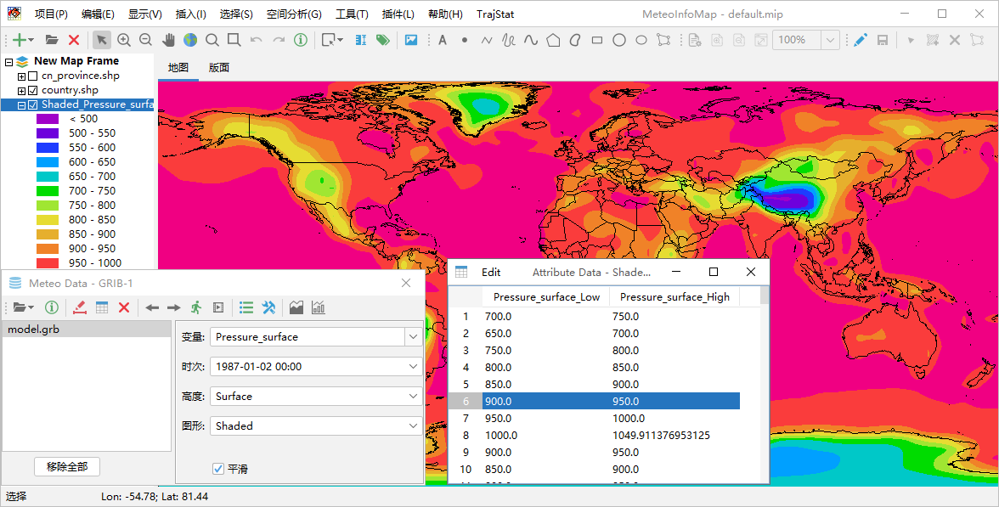 项目(P) 编辑(E) 显示(V) 插入(I) 选择(S) 空间分析(G) 工具(T) 插件(L) 帮助(H) TrajStat MeteoInfoMap - default.mip
100%
New Map Frame
cn_province.shp
country.shp
Shaded_Pressure_surfa
< 500
500 - 550
550 - 600
600 - 650
650 - 700
700 - 750
750 - 800
800 - 850
850 - 900
900 - 950
950 - 1000
地图 版面
Meteo Data - GRIB-1
model.grb
变量: Pressure_surface
时次: 1987-01-02 00:00
高度: Surface
图形: Shaded
移除全部
平滑
Edit Attribute Data - Shade...
Pressure_surface_Low Pressure_surface_High
1 700.0 750.0
2 650.0 700.0
3 750.0 800.0
4 800.0 850.0
5 850.0 900.0
6 900.0 950.0
7 950.0 1000.0
8 1000.0 1049.911376953125
9 900.0 950.0
10 850.0 900.0
选择 Lon: -54.78; Lat: 81.44